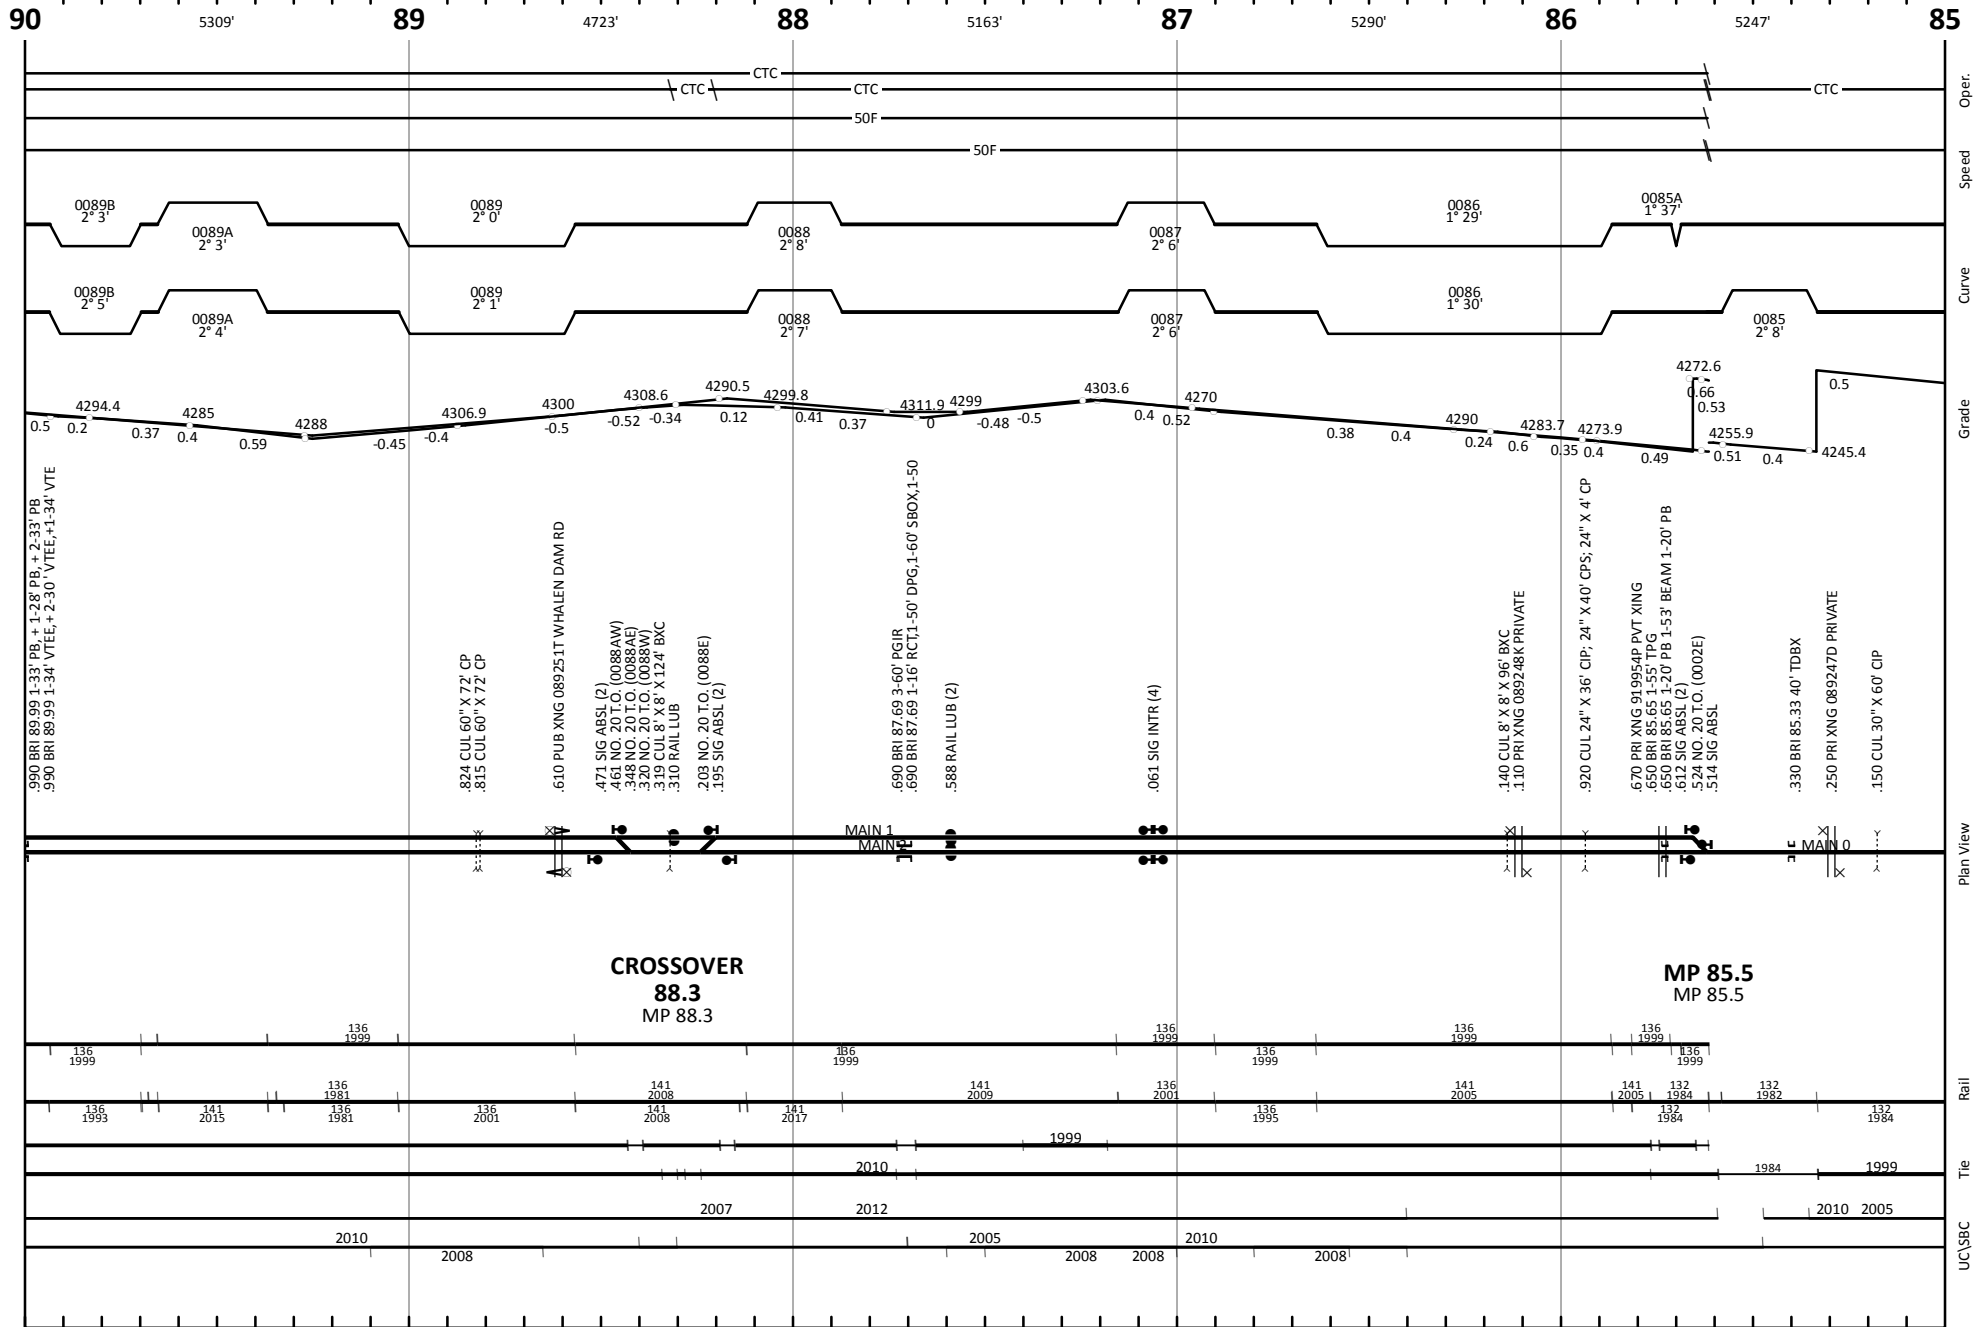 90 5309' 89 4723' 88 5163' 87 5290' 86 5247' 85
CTC
CTC CTC CTC
50F
50F
Oper.
Speed
0089B 2° 3'
0089A 2° 3'
0089 2° 0'
0088 2° 8'
0087 2° 6'
0086 1° 29'
0085A 1° 37'
0089B 2° 5'
0089A 2° 4'
0089 2° 1'
0088 2° 7'
0087 2° 6'
0086 1° 30'
0085 2° 8'
Curve
4294.4 4285 4288 4306.9 4300 4308.6 4290.5 4299.8 4311.9 4299 4303.6 4270 4290 4283.7 4273.9 4272.6 4255.9 4245.4
0.5 0.2 0.37 0.4 0.59 -0.45 -0.4 -0.5 -0.52 -0.34 0.12 0.41 0.37 0 -0.48 -0.5 0.4 0.52 0.38 0.4 0.24 0.6 0.35 0.4 0.49 0.66 0.53 0.51 0.4 0.5
Grade
.990 BRI 89.99 1-33' PB, + 1-28' PB, + 2-33' PB
.990 BRI 89.99 1-34' VTEE,+ 2-30 ' VTEE,+1-34' VTE
.824 CUL 60" X 72' CP
.815 CUL 60" X 72' CP
.610 PUB XNG 089251T WHALEN DAM RD
.471 SIG ABSL (2)
.461 NO. 20 T.O. (0088AW)
.348 NO. 20 T.O. (0088AE)
.320 NO. 20 T.O. (0088W)
.319 CUL 8' X 8' X 124' BXC
.310 RAIL LUB
.203 NO. 20 T.O. (0088E)
.195 SIG ABSL (2)
.690 BRI 87.69 3-60' PGIR
.690 BRI 87.69 1-16' RCT,1-50' DPG,1-60' SBOX,1-50
.588 RAIL LUB (2)
.061 SIG INTR (4)
.140 CUL 8' X 8' X 96' BXC
.110 PRI XNG 089248K PRIVATE
.920 CUL 24" X 36' CIP; 24" X 40' CPS; 24" X 4' CP
.670 PRI XNG 919954P PVT XING
.650 BRI 85.65 1-55' TPG
.650 BRI 85.65 1-20' PB 1-53' BEAM 1-20' PB
.612 SIG ABSL (2)
.524 NO. 20 T.O. (0002E)
.514 SIG ABSL
.330 BRI 85.33 40' TDBX
.250 PRI XNG 089247D PRIVATE
.150 CUL 30" X 60' CIP
MAIN 1
MAIN 2
MAIN 0
Plan View
CROSSOVER
88.3
MP 88.3
MP 85.5
MP 85.5
136 1999
136 1999
136 1999
136 1999
136 1999
136 1999
136 1999
136 1999
136 1993
141 2015
136 1981
136 1981
136 2001
141 2008
141 2008
141 2017
141 2009
136 2001
136 1995
141 2005
141 2005
132 1984
132 1984
132 1982
132 1984
Rail
1999
2010 1984 1999
Tie
2007 2012 2010 2005
2010 2008 2005 2008 2008 2010 2008
UC\SBC